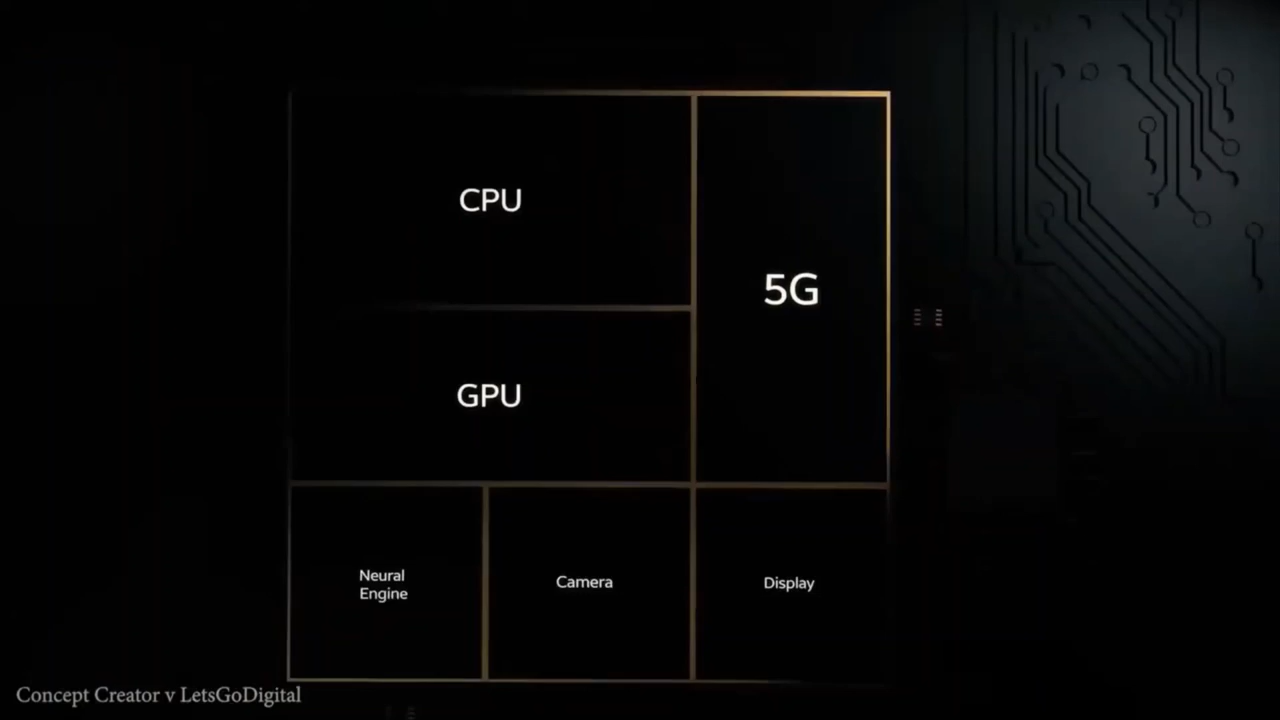 CPU
5G
GPU
Neural
Engine
Camera
Display
Concept Creator v LetsGoDigital